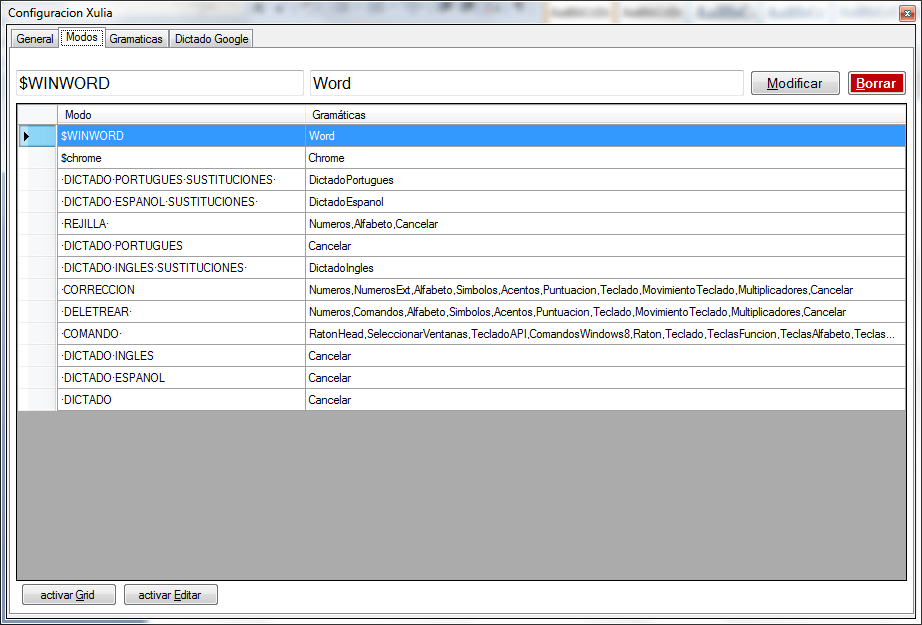 Configuracion Xulia
General Modos Gramaticas Dictado Google
$WINWORD Word Modificar Borrar
Modo Gramáticas
$WINWORD Word
$chrome Chrome
·DICTADO·PORTUGUES·SUSTITUCIONES· DictadoPortugues
·DICTADO·ESPANOL·SUSTITUCIONES· DictadoEspanol
·REJILLA· Numeros,Alfabeto,Cancelar
·DICTADO·PORTUGUES Cancelar
·DICTADO·INGLES·SUSTITUCIONES· DictadoIngles
·CORRECCION Numeros,NumerosExt,Alfabeto,Simbolos,Acentos,Puntuacion,Teclado,MovimientoTeclado,Multiplicadores,Cancelar
·DELETREAR· Numeros,Comandos,Alfabeto,Simbolos,Acentos,Puntuacion,Teclado,MovimientoTeclado,Multiplicadores,Cancelar
·COMANDO· RatonHead,SeleccionarVentanas,TecladoAPI,ComandosWindows8,Raton,Teclado,TeclasFuncion,TeclasAlfabeto,Teclas...
·DICTADO·INGLES Cancelar
·DICTADO·ESPANOL Cancelar
·DICTADO Cancelar
activar Grid activar Editar